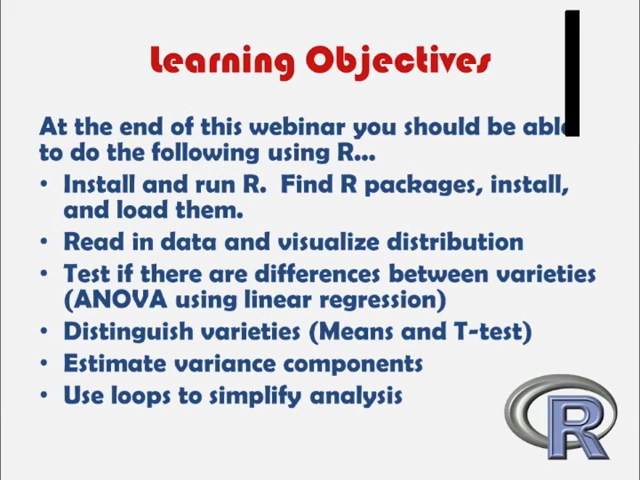 Learning Objectives
At the end of this webinar you should be able
to do the following using R...
• Install and run R. Find R packages, install,
and load them.
• Read in data and visualize distribution
• Test if there are differences between varieties
(ANOVA using linear regression)
• Distinguish varieties (Means and T-test)
• Estimate variance components
• Use loops to simplify analysis
R